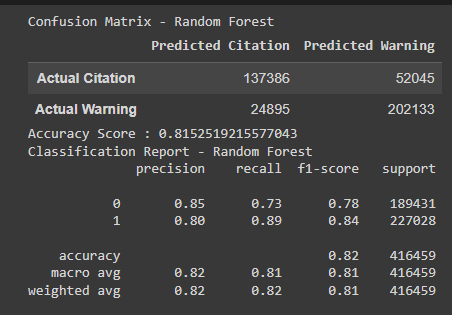 Confusion Matrix - Random Forest
Predicted Citation Predicted Warning
Actual Citation 137386 52045
Actual Warning 24895 202133
Accuracy Score : 0.8152519215577043
Classification Report - Random Forest
precision recall f1-score support
0 0.85 0.73 0.78 189431
1 0.80 0.89 0.84 227028
accuracy 0.82 416459
macro avg 0.82 0.81 0.81 416459
weighted avg 0.82 0.82 0.81 416459